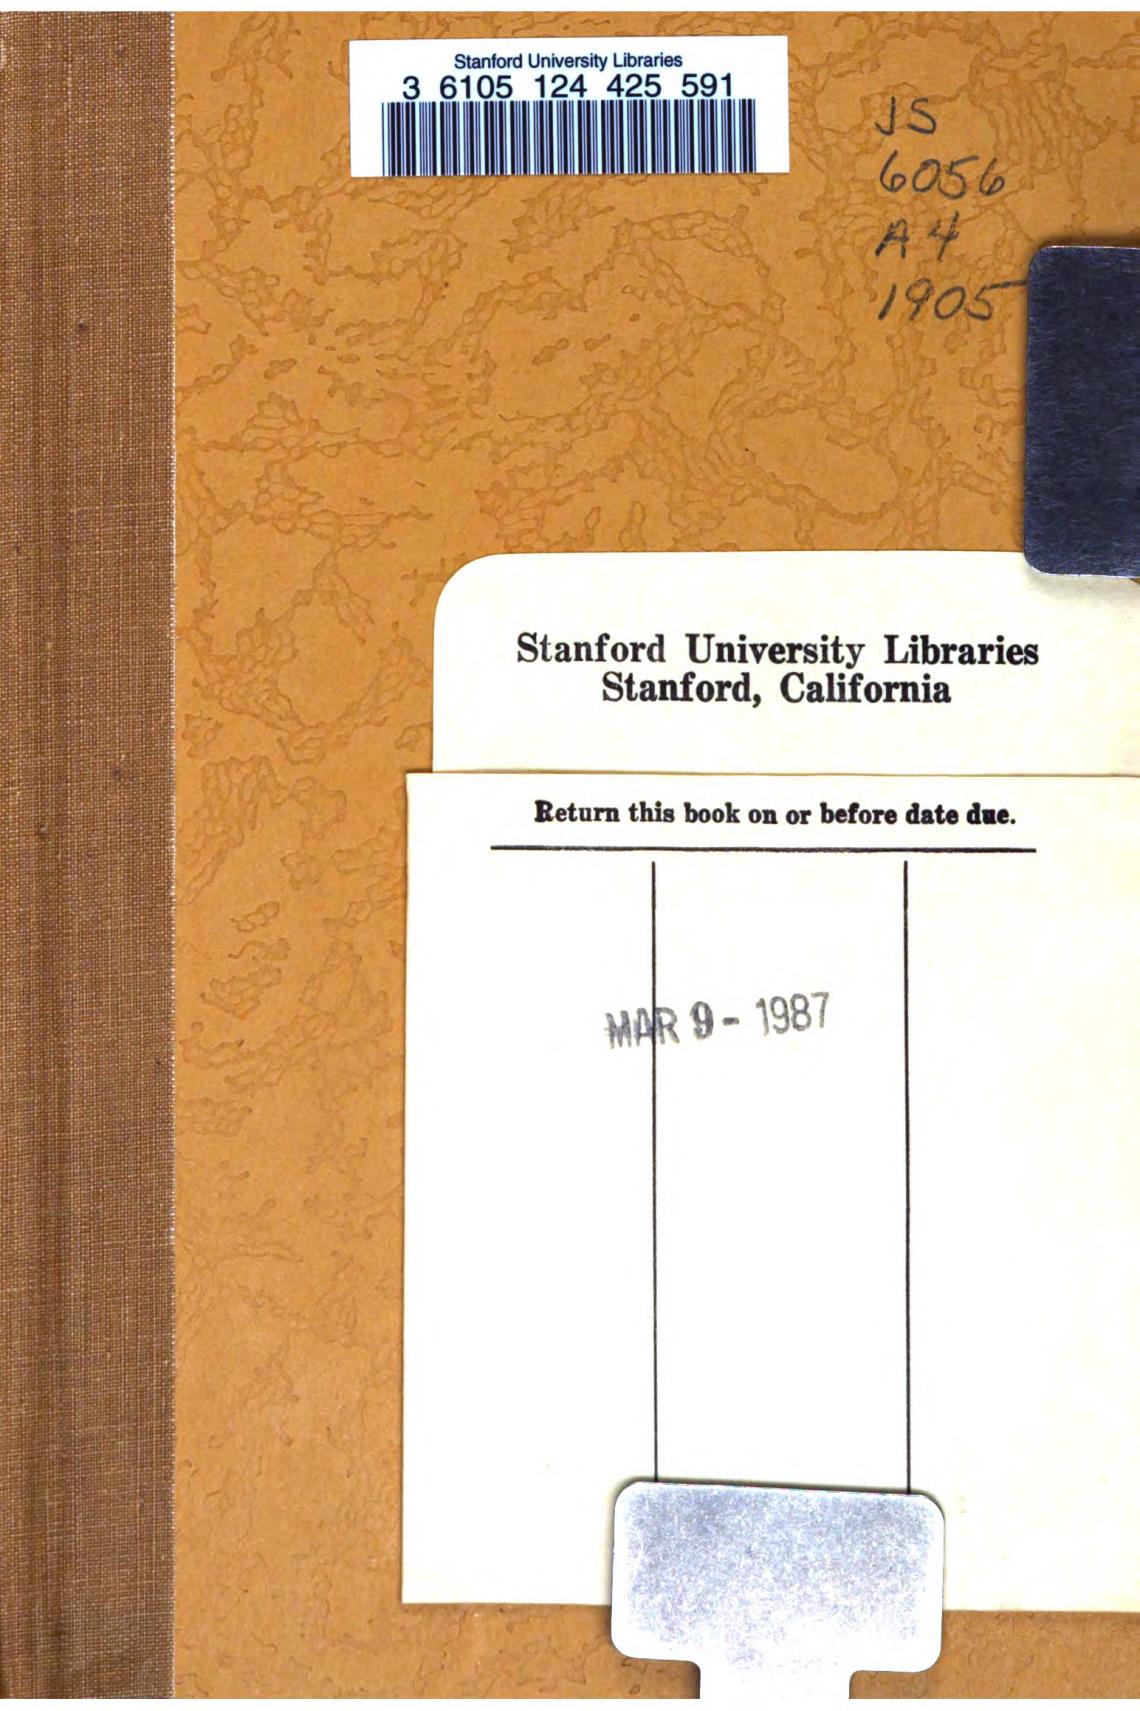 Stanford University Libraries
3 6105 124 425 591
JS
6056
A4
1905
Stanford University Libraries
Stanford, California
Return this book on or before date due.
MAR 9 - 1987